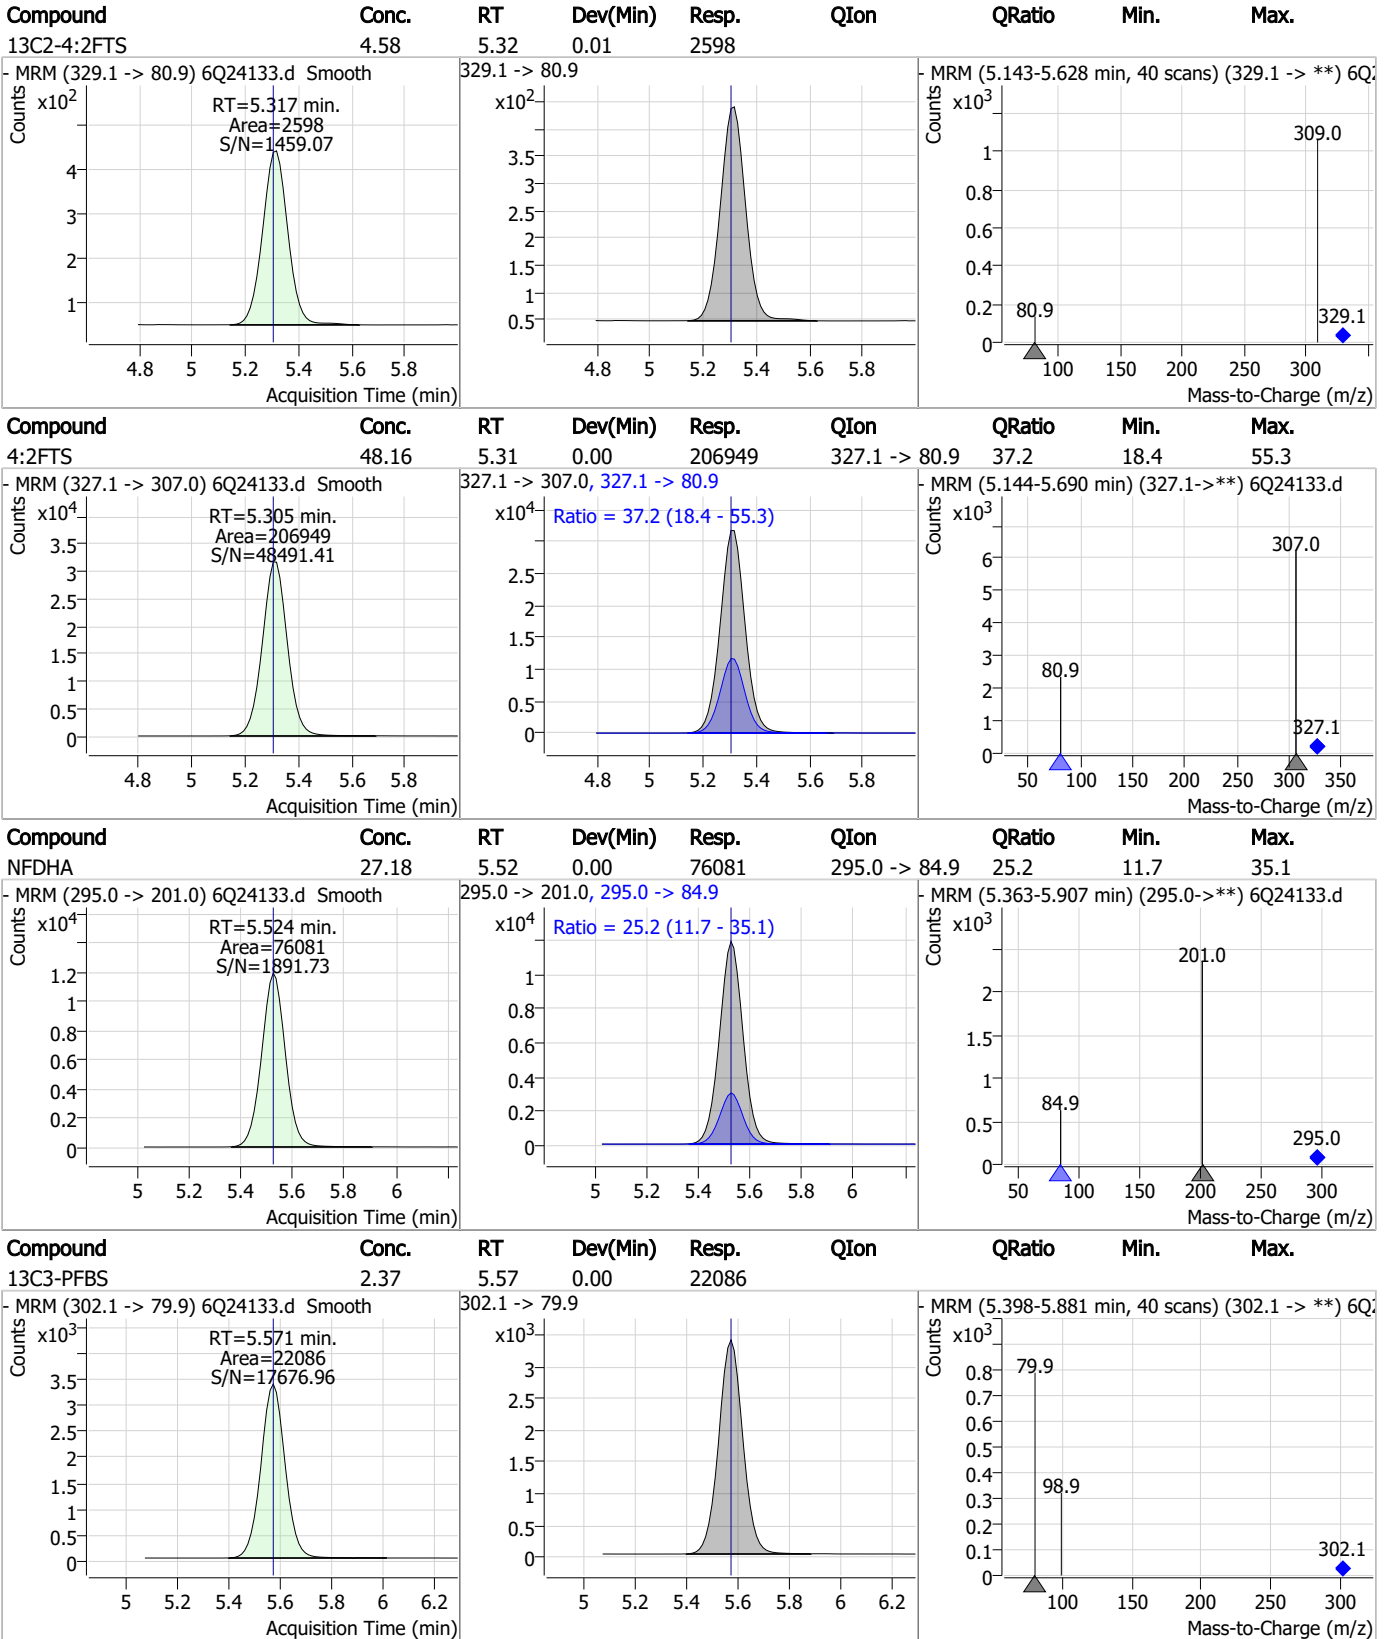 Compound Conc. RT Dev(Min) Resp. QIon QRatio Min. Max.
13C2-4:2FTS 4.58 5.32 0.01 2598
- MRM (329.1 -> 80.9) 6Q24133.d Smooth
329.1 -> 80.9
- MRM (5.143-5.628 min, 40 scans) (329.1 -> **) 6Q2
Counts
x10^2
RT=5.317 min.
Area=2598
S/N=1459.07
4
3
2
1
4.8 5 5.2 5.4 5.6 5.8
Acquisition Time (min)
x10^2
3.5
3
2.5
2
1.5
1
0.5
4.8 5 5.2 5.4 5.6 5.8
Counts
x10^3
309.0
1
0.8
0.6
0.4
0.2
0
80.9
329.1
100 150 200 250 300
Mass-to-Charge (m/z)
Compound Conc. RT Dev(Min) Resp. QIon QRatio Min. Max.
4:2FTS 48.16 5.31 0.00 206949 327.1 -> 80.9 37.2 18.4 55.3
- MRM (327.1 -> 307.0) 6Q24133.d Smooth
327.1 -> 307.0, 327.1 -> 80.9
- MRM (5.144-5.690 min) (327.1->**) 6Q24133.d
Counts
x10^4
RT=5.305 min.
Area=206949
S/N=48491.41
3.5
3
2.5
2
1.5
1
0.5
0
4.8 5 5.2 5.4 5.6 5.8
Acquisition Time (min)
x10^4
Ratio = 37.2 (18.4 - 55.3)
2.5
2
1.5
1
0.5
0
4.8 5 5.2 5.4 5.6 5.8
Counts
x10^3
307.0
6
5
4
3
2
1
0
80.9
327.1
50 100 150 200 250 300 350
Mass-to-Charge (m/z)
Compound Conc. RT Dev(Min) Resp. QIon QRatio Min. Max.
NFDHA 27.18 5.52 0.00 76081 295.0 -> 84.9 25.2 11.7 35.1
- MRM (295.0 -> 201.0) 6Q24133.d Smooth
295.0 -> 201.0, 295.0 -> 84.9
- MRM (5.363-5.907 min) (295.0->**) 6Q24133.d
Counts
x10^4
RT=5.524 min.
Area=76081
S/N=1891.73
1.2
1
0.8
0.6
0.4
0.2
0
5 5.2 5.4 5.6 5.8 6
Acquisition Time (min)
x10^4
Ratio = 25.2 (11.7 - 35.1)
1
0.8
0.6
0.4
0.2
0
5 5.2 5.4 5.6 5.8 6
Counts
x10^3
201.0
2
1.5
1
0.5
0
84.9
295.0
50 100 150 200 250 300
Mass-to-Charge (m/z)
Compound Conc. RT Dev(Min) Resp. QIon QRatio Min. Max.
13C3-PFBS 2.37 5.57 0.00 22086
- MRM (302.1 -> 79.9) 6Q24133.d Smooth
302.1 -> 79.9
- MRM (5.398-5.881 min, 40 scans) (302.1 -> **) 6Q2
Counts
x10^3
RT=5.571 min.
Area=22086
S/N=17676.96
3.5
3
2.5
2
1.5
1
0.5
0
5 5.2 5.4 5.6 5.8 6 6.2
Acquisition Time (min)
x10^3
3
2.5
2
1.5
1
0.5
0
5 5.2 5.4 5.6 5.8 6 6.2
Counts
x10^3
79.9
0.8
0.7
0.6
0.5
0.4
0.3
0.2
0.1
0
98.9
302.1
100 150 200 250 300
Mass-to-Charge (m/z)